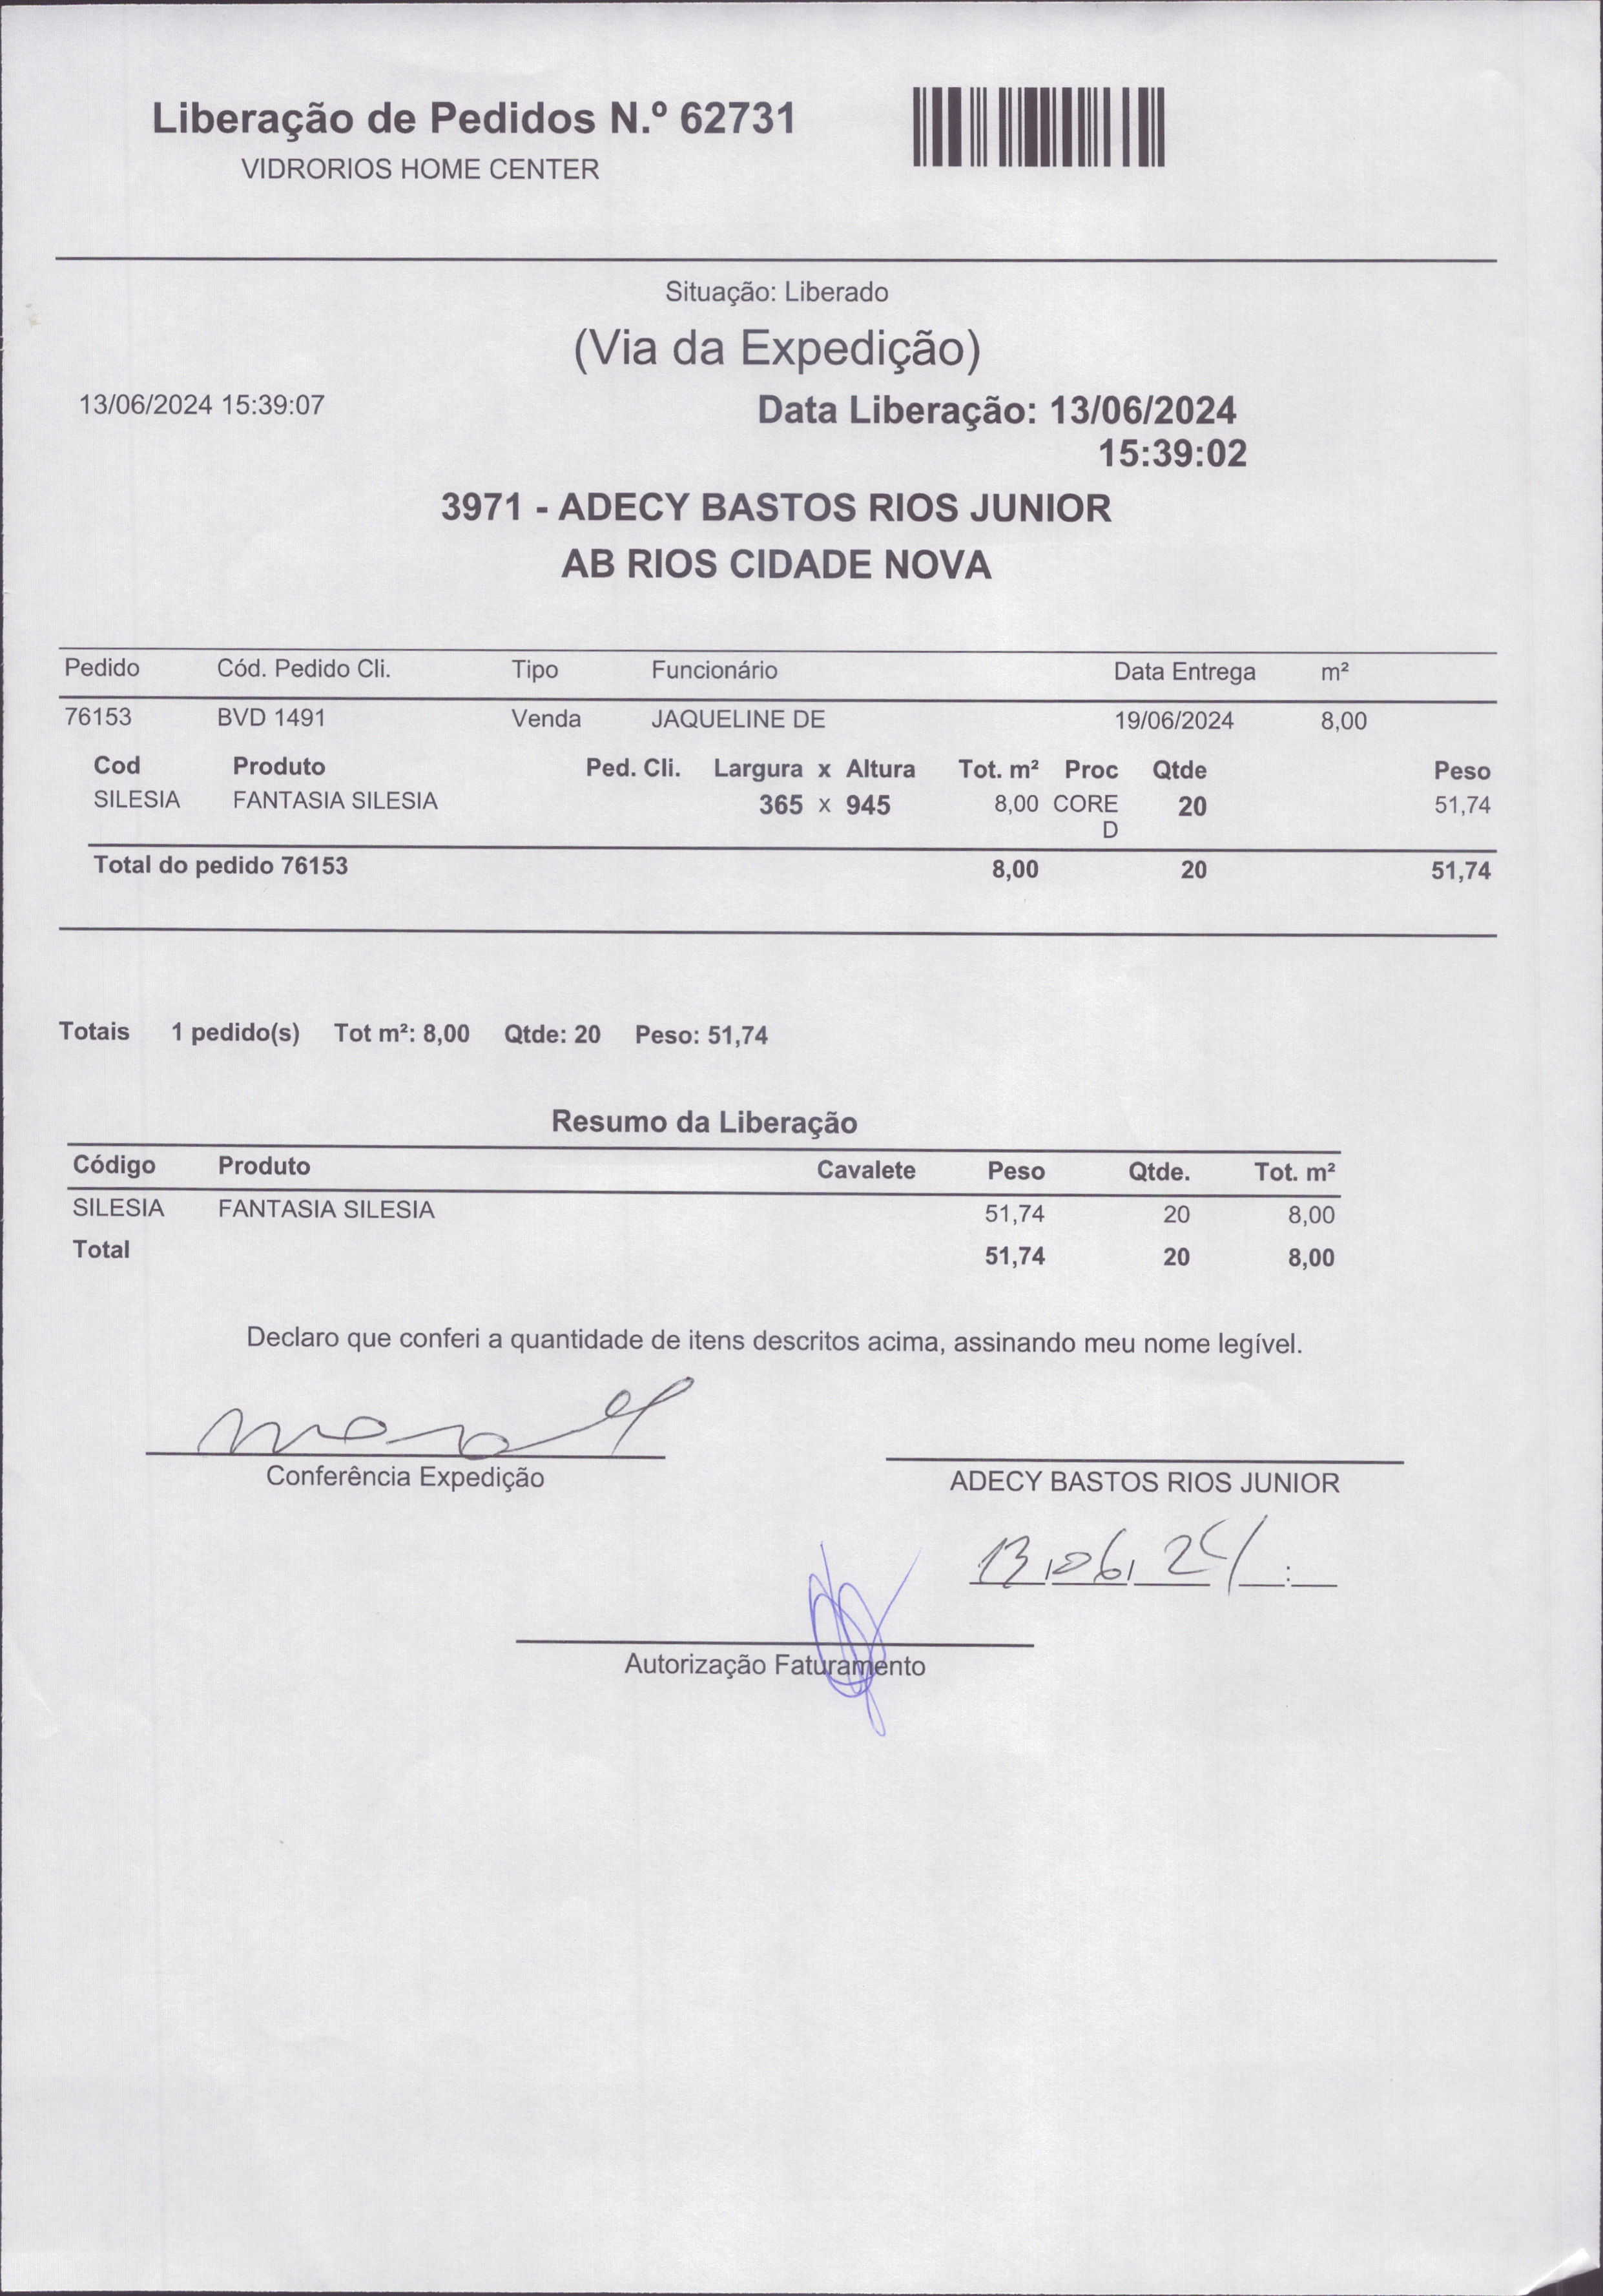 Liberação de Pedidos N.º 62731
VIDRORIOS HOME CENTER
Situação: Liberado
(Via da Expedição)
13/06/2024 15:39:07
Data Liberação: 13/06/2024
15:39:02
3971 - ADECY BASTOS RIOS JUNIOR
AB RIOS CIDADE NOVA
Pedido Cód. Pedido Cli. Tipo Funcionário Data Entrega m²
76153 BVD 1491 Venda JAQUELINE DE 19/06/2024 8,00
Cod Produto Ped. Cli. Largura x Altura Tot. m² Proc Qtde Peso
SILESIA FANTASIA SILESIA 365 x 945 8,00 CORE 20 51,74
D
Total do pedido 76153 8,00 20 51,74
Totais 1 pedido(s) Tot m²: 8,00 Qtde: 20 Peso: 51,74
Resumo da Liberação
Código Produto Cavalete Peso Qtde. Tot. m²
SILESIA FANTASIA SILESIA 51,74 20 8,00
Total 51,74 20 8,00
Declaro que conferi a quantidade de itens descritos acima, assinando meu nome legível.
Conferência Expedição
ADECY BASTOS RIOS JUNIOR
13/06/24 :
Autorização Faturamento